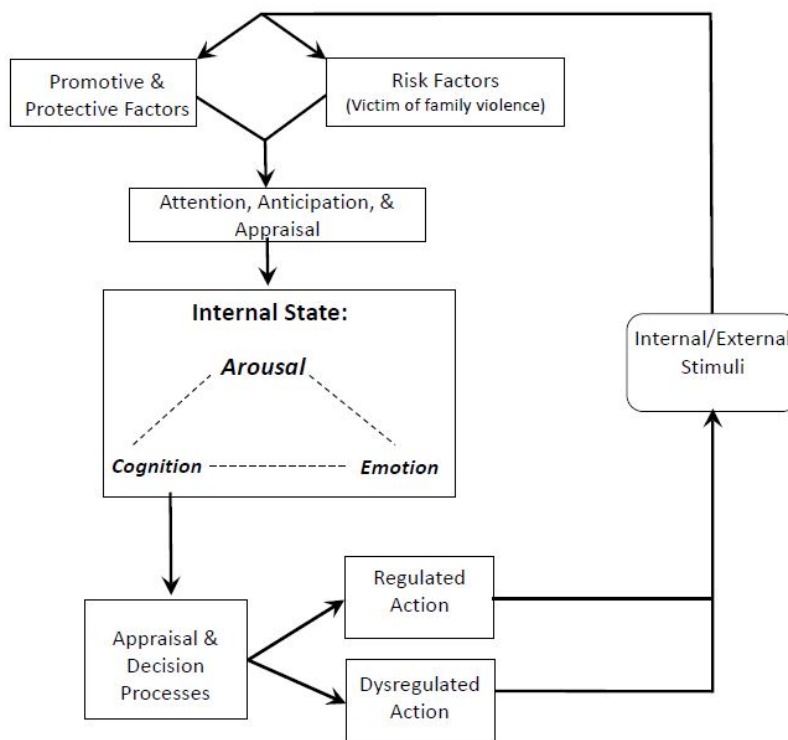 Promotive &
Protective Factors
Risk Factors
(Victim of family violence)
Attention, Anticipation, &
Appraisal
Internal State:
Arousal
Cognition
Emotion
Internal/External
Stimuli
Appraisal &
Decision
Processes
Regulated
Action
Dysregulated
Action